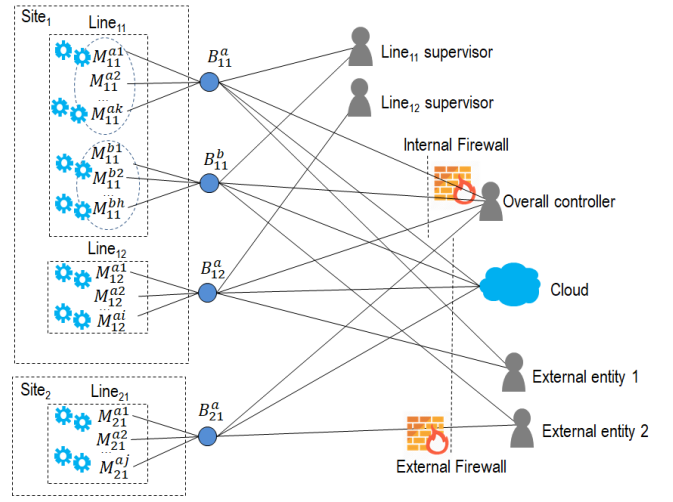 Site₁
Line₁₁
M₁₁ᵃ¹
M₁₁ᵃ²
...
M₁₁ᵃᵏ
M₁₁ᵇ¹
M₁₁ᵇ²
...
M₁₁ᵇʰ
Line₁₂
M₁₂ᵃ¹
M₁₂ᵃ²
...
M₁₂ᵃⁱ
Site₂
Line₂₁
M₂₁ᵃ¹
M₂₁ᵃ²
...
M₂₁ᵃʲ
B₁₁ᵃ
B₁₁ᵇ
B₁₂ᵃ
B₂₁ᵃ
Line₁₁ supervisor
Line₁₂ supervisor
Internal Firewall
Overall controller
Cloud
External entity 1
External entity 2
External Firewall